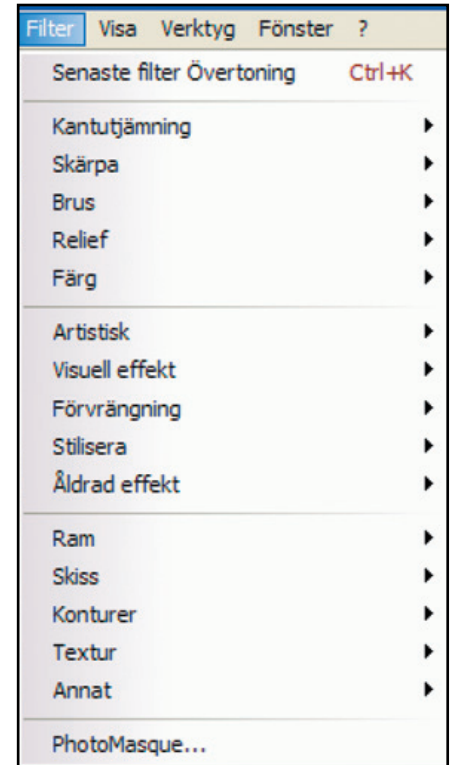 Filter Visa Verktyg Fönster ?
Senaste filter Övertoning Ctrl+K
Kantutjämning
Skärpa
Brus
Relief
Färg
Artistisk
Visuell effekt
Förvrängning
Stilisera
Åldrad effekt
Ram
Skiss
Konturer
Textur
Annat
PhotoMasque...